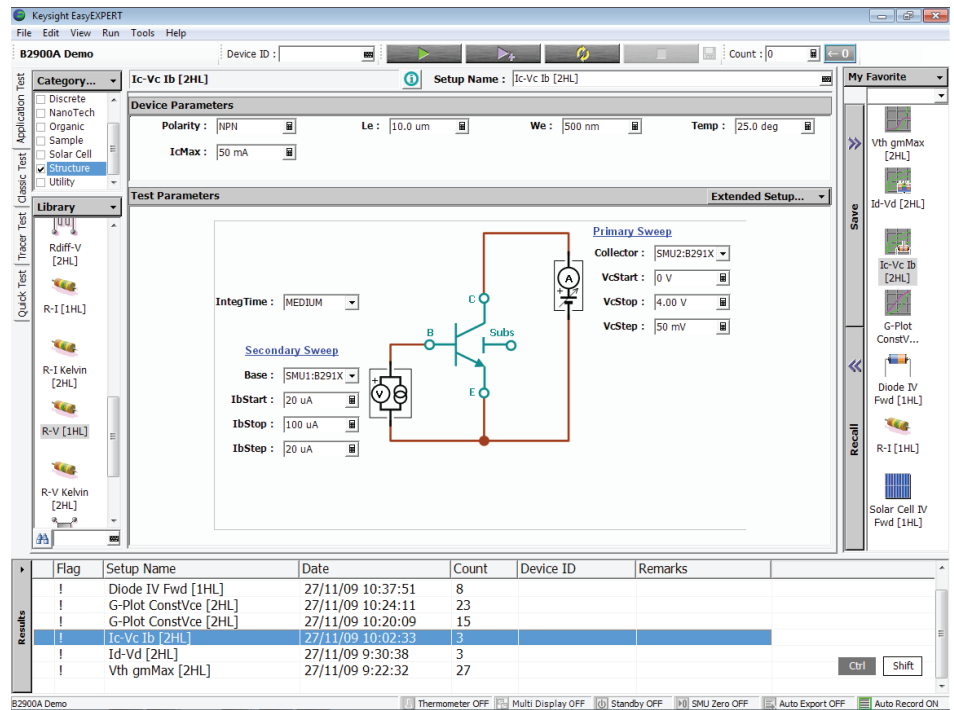 Keysight EasyEXPERT
File Edit View Run Tools Help
B2900A Demo Device ID : Count : 0 0
Application Test
Classic Test
Tracer Test
Quick Test
Category...
Discrete
NanoTech
Organic
Sample
Solar Cell
Structure
Utility
Library
Rdiff-V
[2HL]
R-I [1HL]
R-I Kelvin
[2HL]
R-V [1HL]
R-V Kelvin
[2HL]
Ic-Vc Ib [2HL] Setup Name : Ic-Vc Ib [2HL]
Device Parameters
Polarity : NPN Le : 10.0 um We : 500 nm Temp : 25.0 deg
IcMax : 50 mA
Test Parameters Extended Setup...
Primary Sweep
Collector : SMU2:B291X
VcStart : 0 V
VcStop : 4.00 V
VcStep : 50 mV
IntegTime : MEDIUM
A
+
C
B
Subs
E
Secondary Sweep
Base : SMU1:B291X
IbStart : 20 uA
IbStop : 100 uA
IbStep : 20 uA
+
V
Save
Recall
My Favorite
Vth gmMax
[2HL]
Id-Vd [2HL]
Ic-Vc Ib
[2HL]
G-Plot
ConstV...
Diode IV
Fwd [1HL]
R-I [1HL]
Solar Cell IV
Fwd [1HL]
Results
Flag Setup Name Date Count Device ID Remarks
! Diode IV Fwd [1HL] 27/11/09 10:37:51 8
! G-Plot ConstVce [2HL] 27/11/09 10:24:11 23
! G-Plot ConstVce [2HL] 27/11/09 10:20:09 15
! Ic-Vc Ib [2HL] 27/11/09 10:02:33 3
! Id-Vd [2HL] 27/11/09 9:30:38 3
! Vth gmMax [2HL] 27/11/09 9:22:32 27
Ctrl Shift
B2900A Demo Thermometer OFF Multi Display OFF Standby OFF SMU Zero OFF Auto Export OFF Auto Record ON